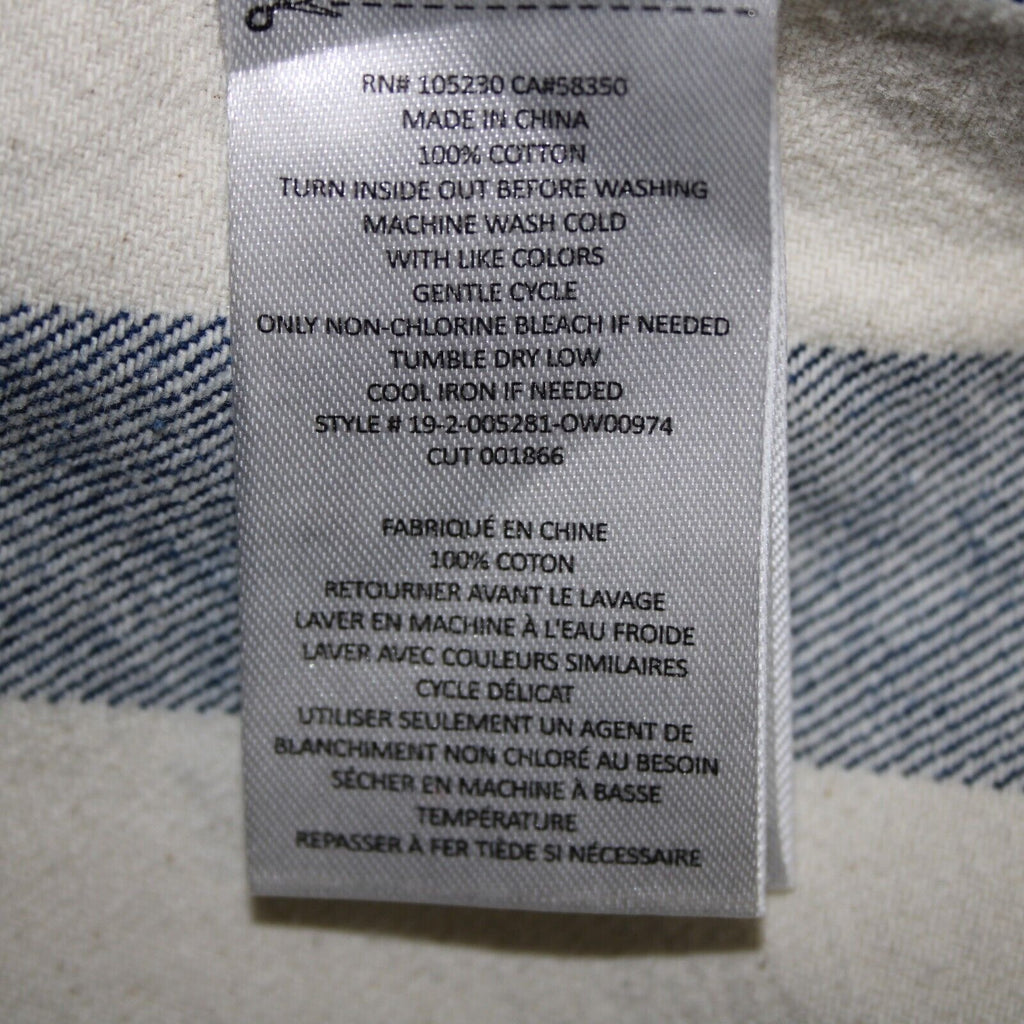 RN# 105230 CA#58350
MADE IN CHINA
100% COTTON
TURN INSIDE OUT BEFORE WASHING
MACHINE WASH COLD
WITH LIKE COLORS
GENTLE CYCLE
ONLY NON-CHLORINE BLEACH IF NEEDED
TUMBLE DRY LOW
COOL IRON IF NEEDED
STYLE # 19-2-005281-OW00974
CUT 001866
FABRIQUÉ EN CHINE
100% COTON
RETOURNER AVANT LE LAVAGE
LAVER EN MACHINE À L'EAU FROIDE
LAVER AVEC COULEURS SIMILAIRES
CYCLE DÉLICAT
UTILISER SEULEMENT UN AGENT DE
BLANCHIMENT NON CHLORÉ AU BESOIN
SÉCHER EN MACHINE À BASSE
TEMPÉRATURE
REPASSER À FER TIÈDE SI NÉCESSAIRE